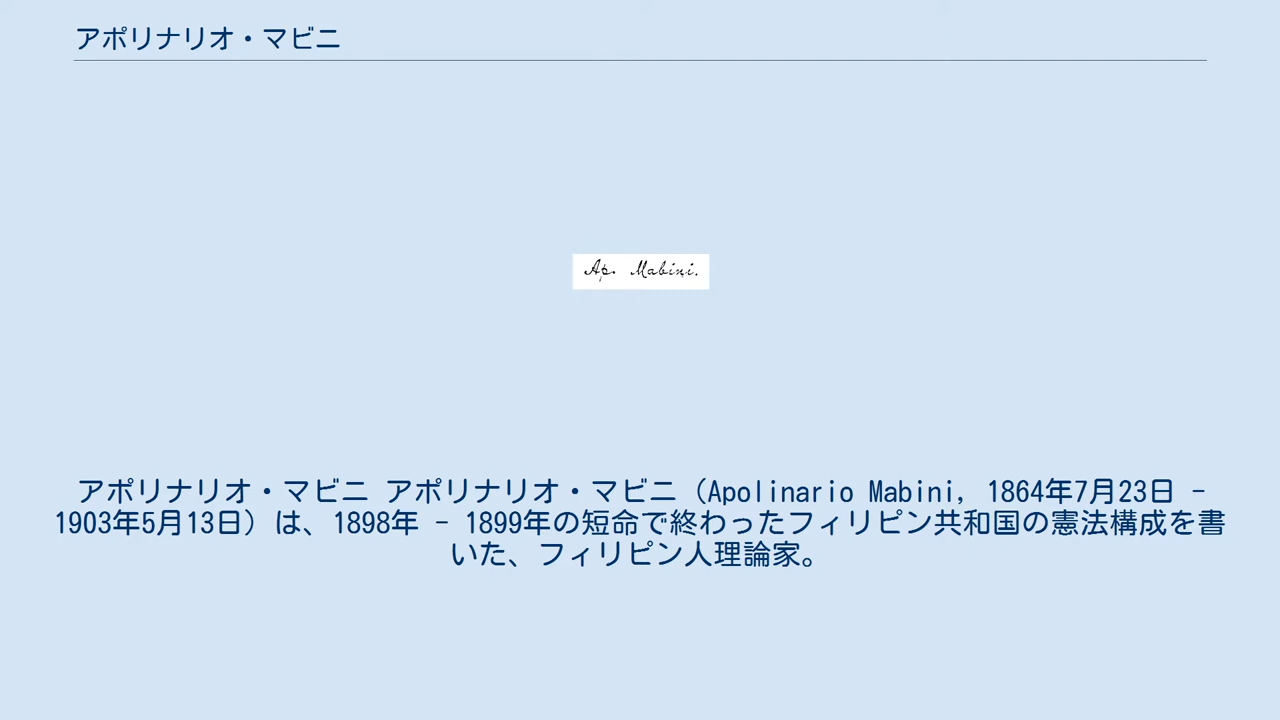 アポリナリオ・マビニ
Ap. Mabini.
アポリナリオ・マビニ アポリナリオ・マビニ（Apolinario Mabini, 1864年7月23日 -
1903年5月13日）は、1898年 - 1899年の短命で終わったフィリピン共和国の憲法構成を書
いた、フィリピン人理論家。